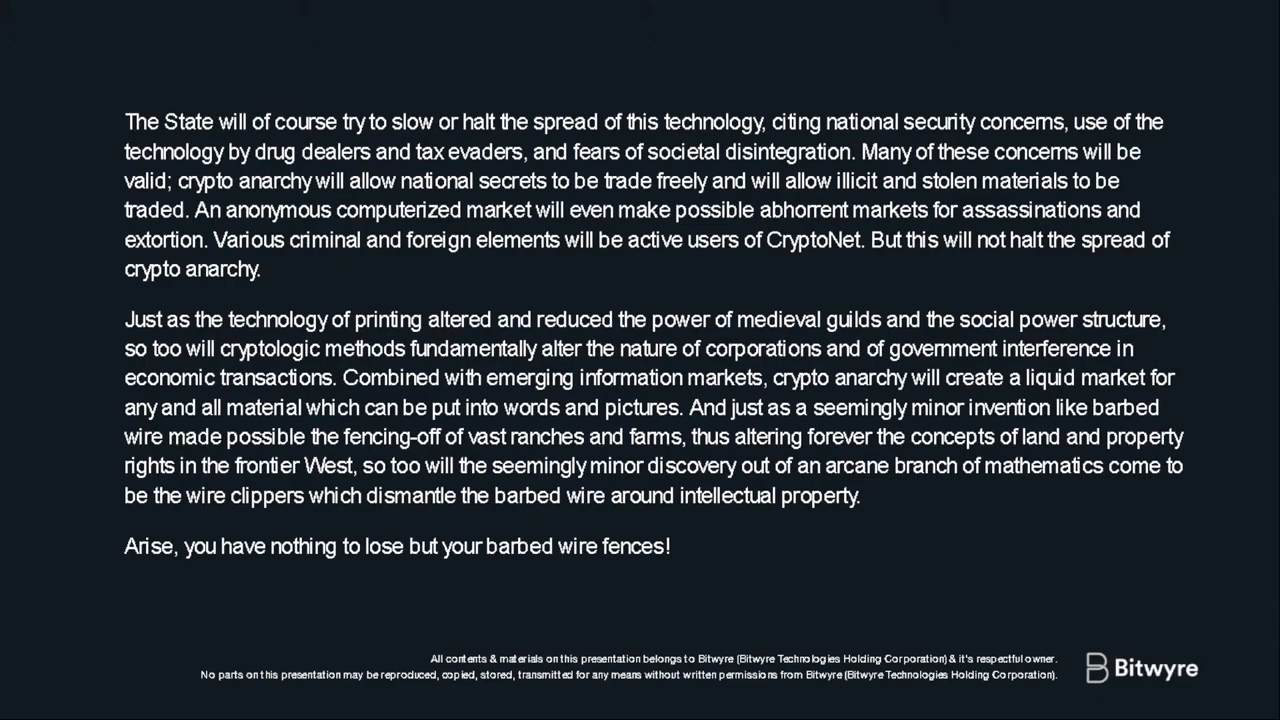 The State will of course try to slow or halt the spread of this technology, citing national security concerns, use of the
technology by drug dealers and tax evaders, and fears of societal disintegration. Many of these concerns will be
valid; crypto anarchy will allow national secrets to be trade freely and will allow illicit and stolen materials to be
traded. An anonymous computerized market will even make possible abhorrent markets for assassinations and
extortion. Various criminal and foreign elements will be active users of CryptoNet. But this will not halt the spread of
crypto anarchy.
Just as the technology of printing altered and reduced the power of medieval guilds and the social power structure,
so too will cryptologic methods fundamentally alter the nature of corporations and of government interference in
economic transactions. Combined with emerging information markets, crypto anarchy will create a liquid market for
any and all material which can be put into words and pictures. And just as a seemingly minor invention like barbed
wire made possible the fencing-off of vast ranches and farms, thus altering forever the concepts of land and property
rights in the frontier West, so too will the seemingly minor discovery out of an arcane branch of mathematics come to
be the wire clippers which dismantle the barbed wire around intellectual property.
Arise, you have nothing to lose but your barbed wire fences!
All contents & materials on this presentation belongs to Bitwyre (Bitwyre Technologies Holding Corporation) & it's respectful owner.
No parts on this presentation may be reproduced, copied, stored, transmitted for any means without written permissions from Bitwyre (Bitwyre Technologies Holding Corporation).
Bitwyre